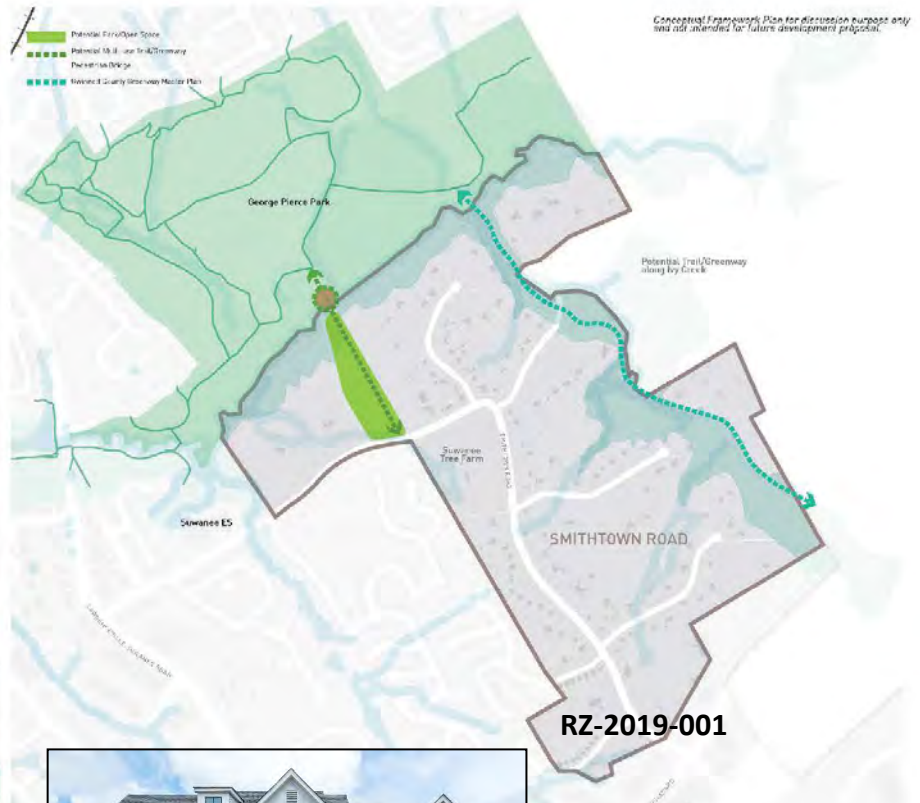 Conceptual Framework Plan for discussion purpose only
and not intended for future development proposal.
Potential Park/Open Space
Potential Multi-use Trail/Greenway
Pedestrian Bridge
Gwinnett County Greenway Master Plan
George Pierce Park
Potential Trail/Greenway
along Ivy Creek
Suwanee
Tree Farm
Suwanee ES
SMITHTOWN ROAD
RZ-2019-001